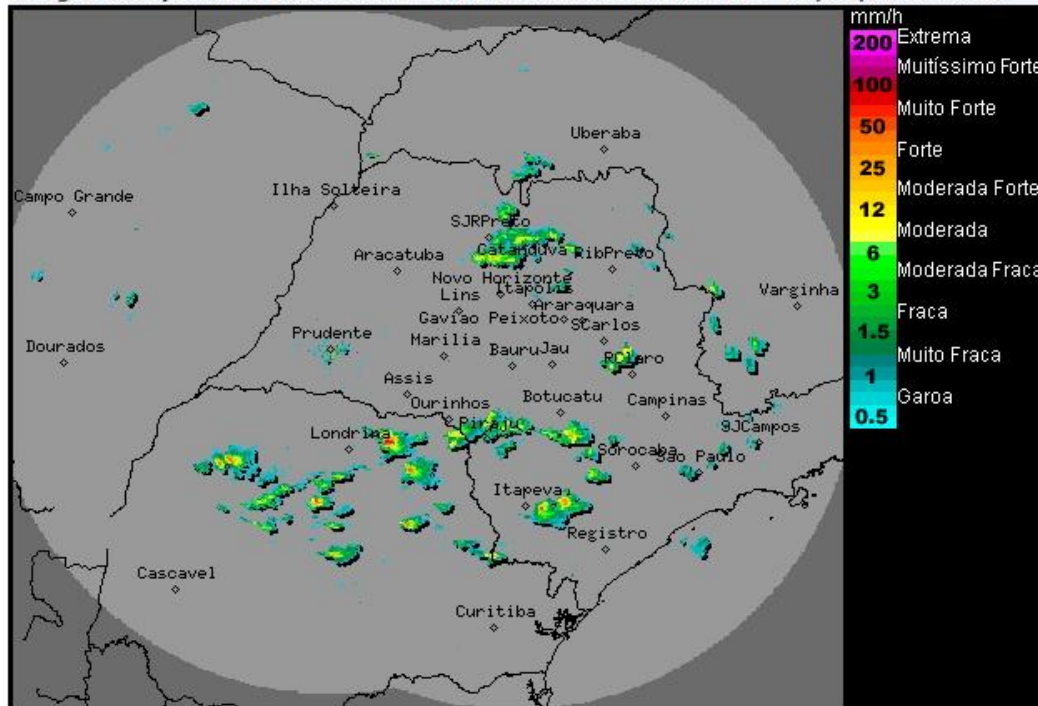 mm/h
200 Extrema
Muitíssimo Forte
100
Muito Forte
50
Forte
25
Moderada Forte
12
Moderada
6
Moderada Fraca
3
Fraca
1.5
Muito Fraca
1
Garoa
0.5
Uberaba
Campo Grande
Ilha Solteira
SJRPreto
Catanduva
Aracatuba
RibPreto
Novo Horizonte
Itapolis
Lins
Araraquara
Varginha
Gaviao Peixoto
SCarlos
Prudente
Dourados
Marilia
Bauru
Jau
RClaro
Assis
Ourinhos
Botucatu
Campinas
Piraju
SJCampos
Londrina
Sorocaba
Sao Paulo
Itapeva
Registro
Cascavel
Curitiba